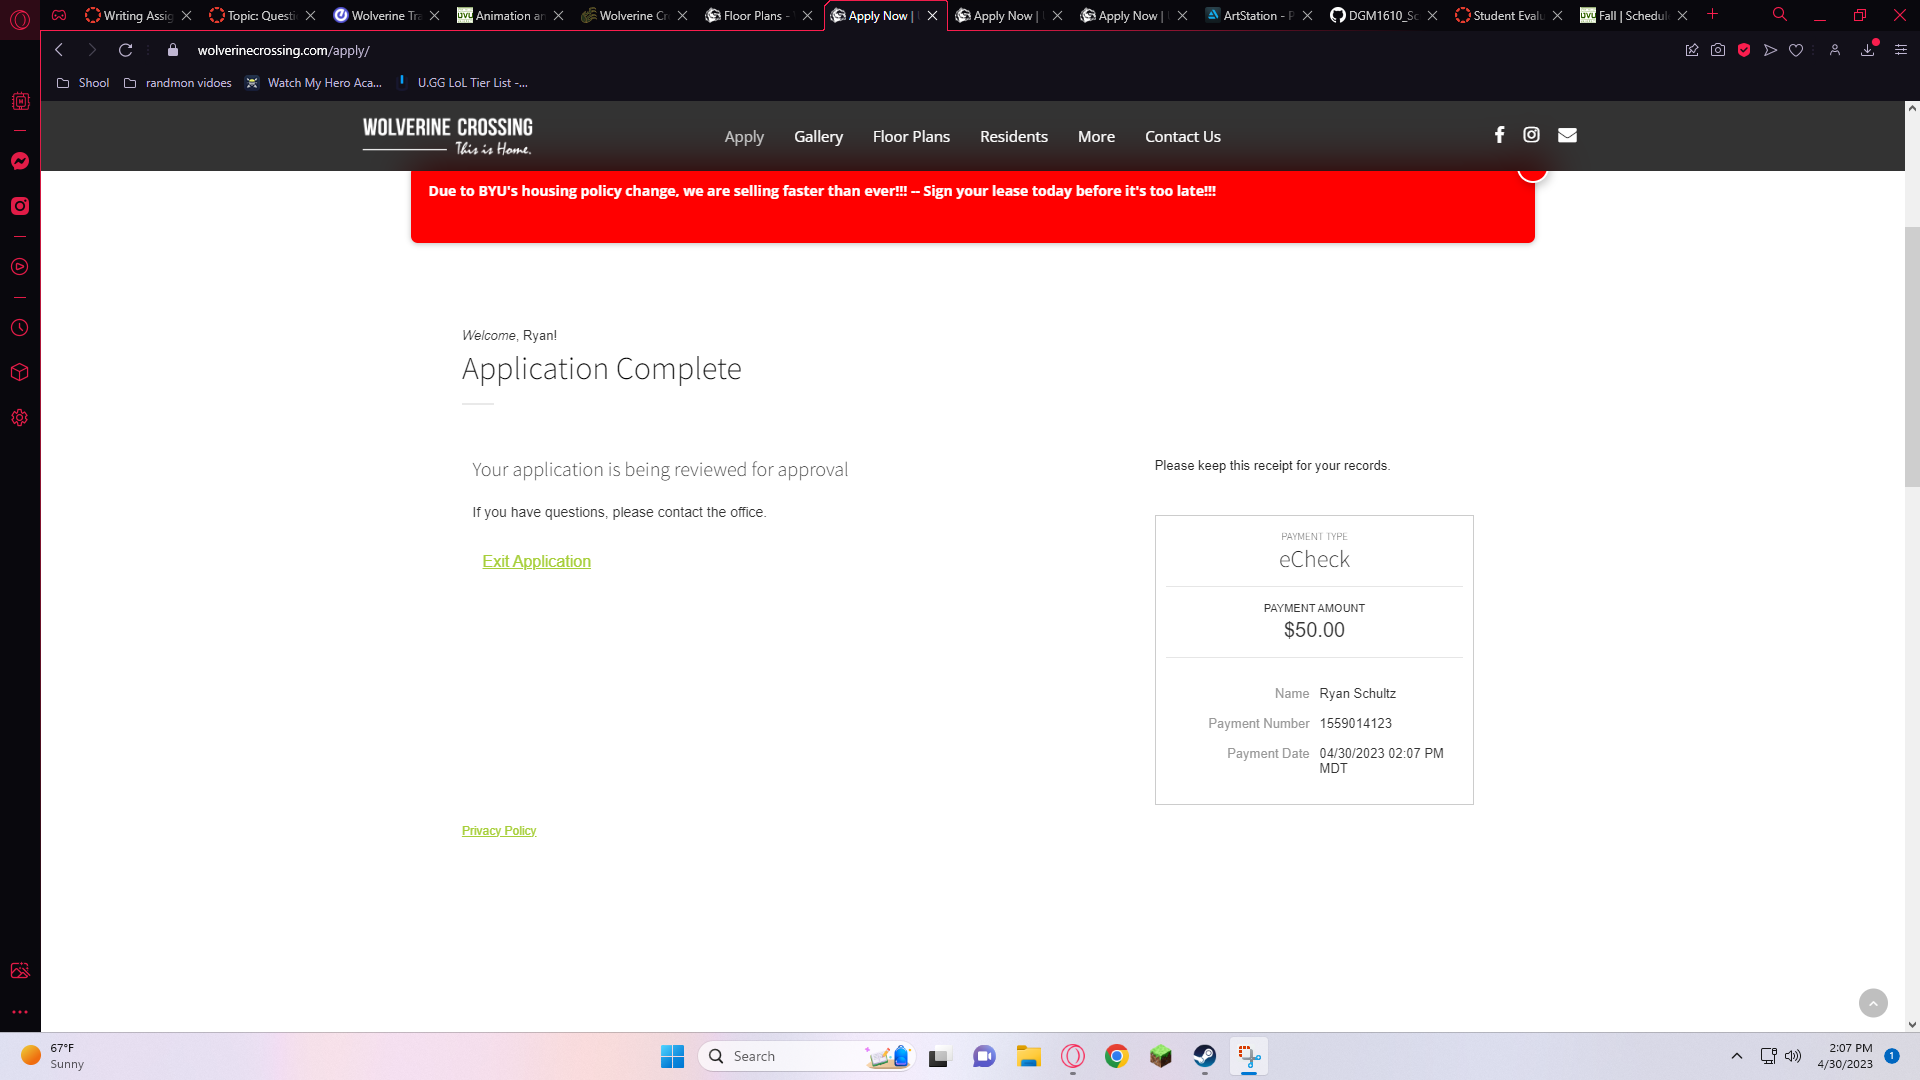 Writing Assig
Topic: Questi
Wolverine Tra
UVU Animation an
Wolverine Cr
Floor Plans -
Apply Now |
Apply Now |
Apply Now |
ArtStation - P
DGM1610_Sc
Student Evalu
UVU Fall | Schedule
wolverinecrossing.com/apply/
Shool
randmon vidoes
Watch My Hero Aca...
U.GG LoL Tier List -...
WOLVERINE CROSSING
This is Home.
Apply
Gallery
Floor Plans
Residents
More
Contact Us
Due to BYU's housing policy change, we are selling faster than ever!!! -- Sign your lease today before it's too late!!!
Welcome, Ryan!
Application Complete
Your application is being reviewed for approval
If you have questions, please contact the office.
Exit Application
Please keep this receipt for your records.
PAYMENT TYPE
eCheck
PAYMENT AMOUNT
$50.00
Name Ryan Schultz
Payment Number 1559014123
Payment Date 04/30/2023 02:07 PM
MDT
Privacy Policy
67°F
Sunny
Search
2:07 PM
4/30/2023
1